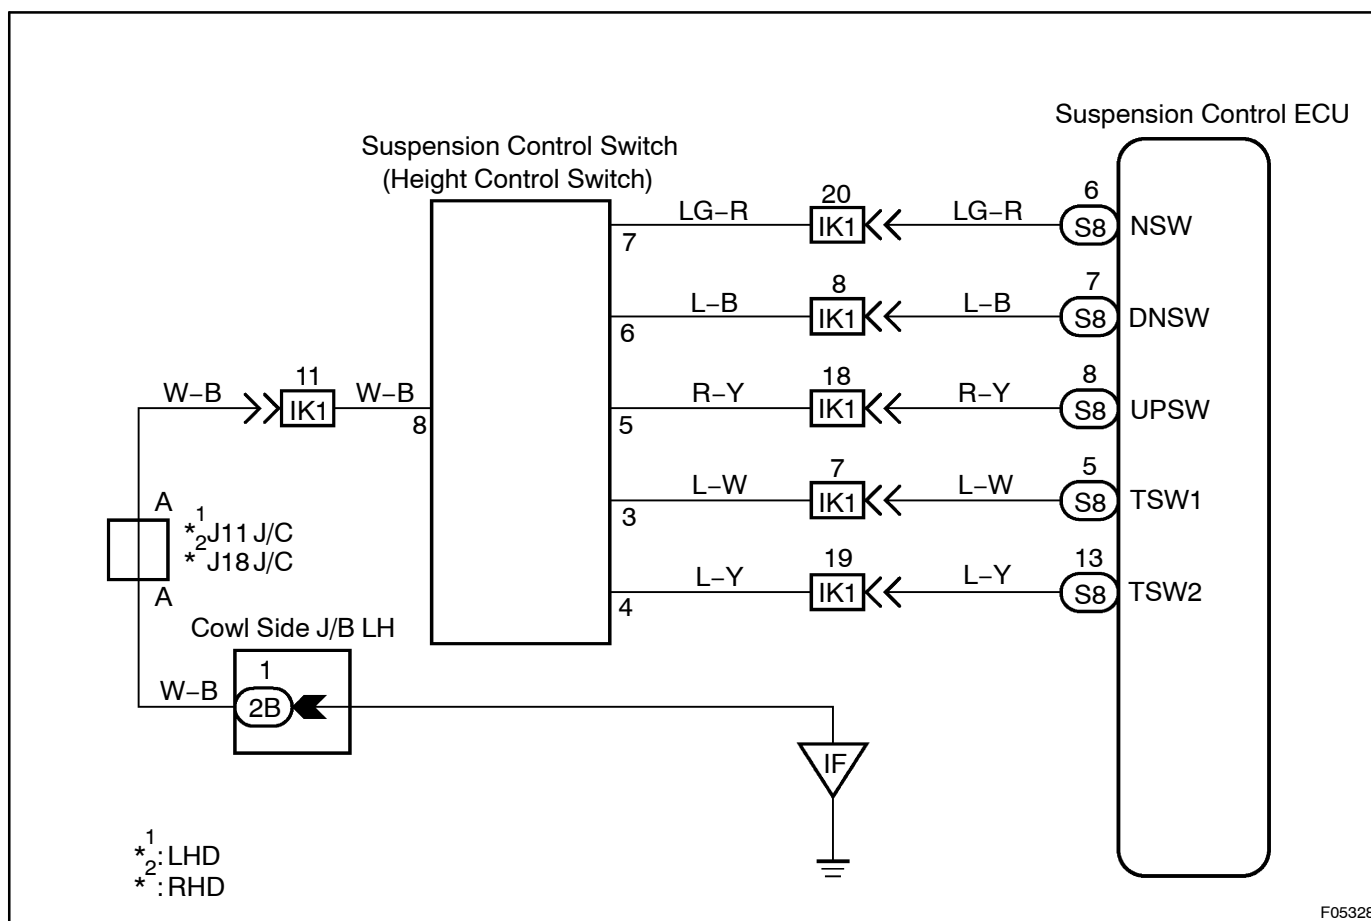 Suspension Control ECU
Suspension Control Switch
(Height Control Switch)
7
LG-R
20
IK1
LG-R
6
S8
NSW
6
L-B
8
IK1
L-B
7
S8
DNSW
W-B
11
IK1
W-B
8
5
R-Y
18
IK1
R-Y
8
S8
UPSW
3
L-W
7
IK1
L-W
5
S8
TSW1
4
L-Y
19
IK1
L-Y
13
S8
TSW2
A
*1 J11 J/C
*2 J18 J/C
A
Cowl Side J/B LH
W-B
1
2B
IF
*1: LHD
*2: RHD
F05328